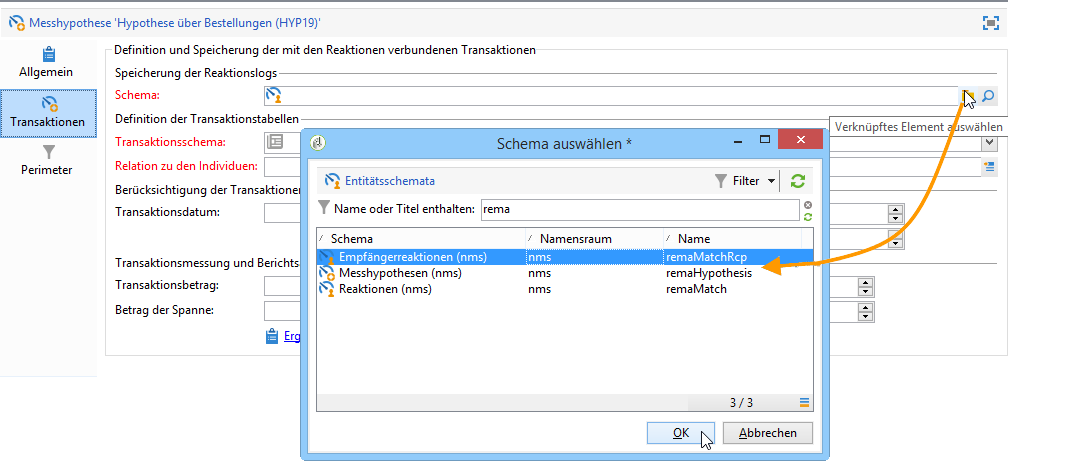 Messhypothese 'Hypothese über Bestellungen (HYP19)'
Allgemein
Transaktionen
Perimeter
Definition und Speicherung der mit den Reaktionen verbundenen Transaktionen
Speicherung der Reaktionslogs
Schema:
Verknüpftes Element auswählen
Definition der Transaktionstabellen
Transaktionsschema:
Relation zu den Individuen:
Berücksichtigung der Transaktionen
Transaktionsdatum:
Transaktionsmessung und Berichts
Transaktionsbetrag:
Betrag der Spanne:
Erg
Schema auswählen *
Entitätsschemata
Filter
Name oder Titel enthalten: rema
Schema Namensraum Name
Empfängerreaktionen (nms) nms remaMatchRcp
Messhypothesen (nms) nms remaHypothesis
Reaktionen (nms) nms remaMatch
3 / 3
OK Abbrechen